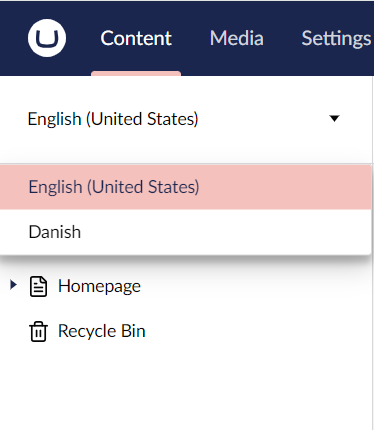 Content Media Settings
English (United States)
English (United States)
Danish
Homepage
Recycle Bin